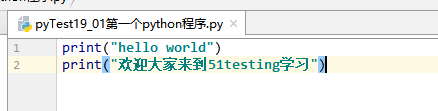 python
pyTest19_01第一个python程序.py
1 print("hello world")
2 print("欢迎大家来到51testing学习")